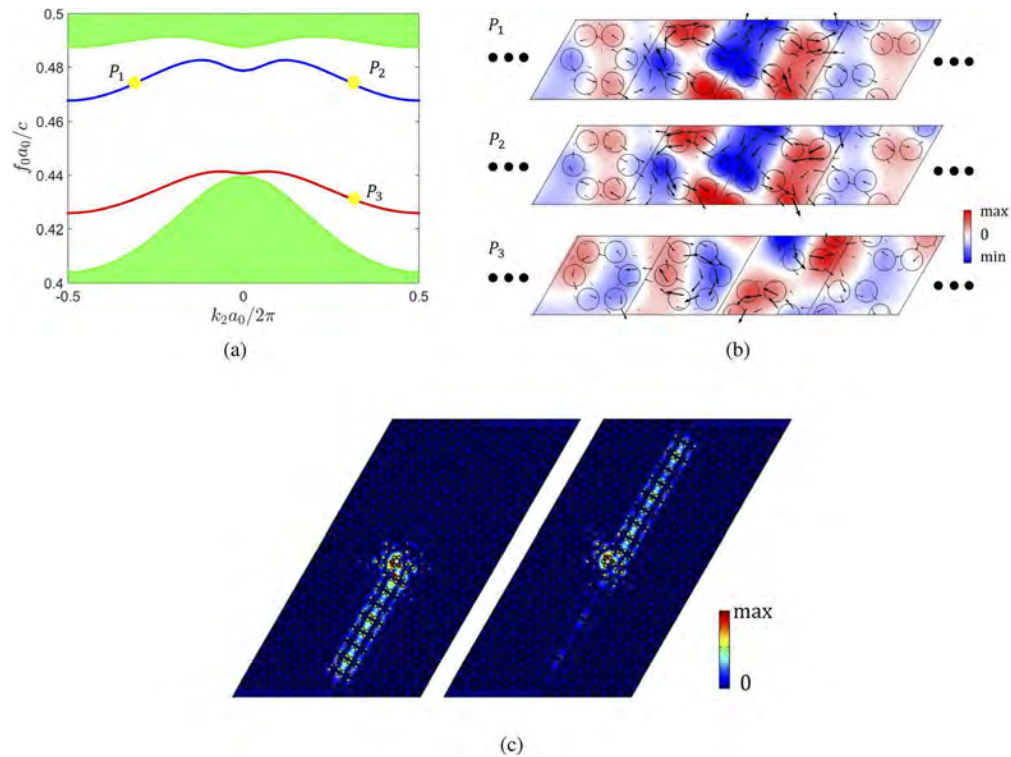 0.5
0.48
0.46
0.44
0.42
0.4
f₀a₀/c
P₁
P₂
P₃
-0.5
0
0.5
k₂a₀/2π
(a)
P₁
P₂
P₃
max
0
min
(b)
max
0
(c)